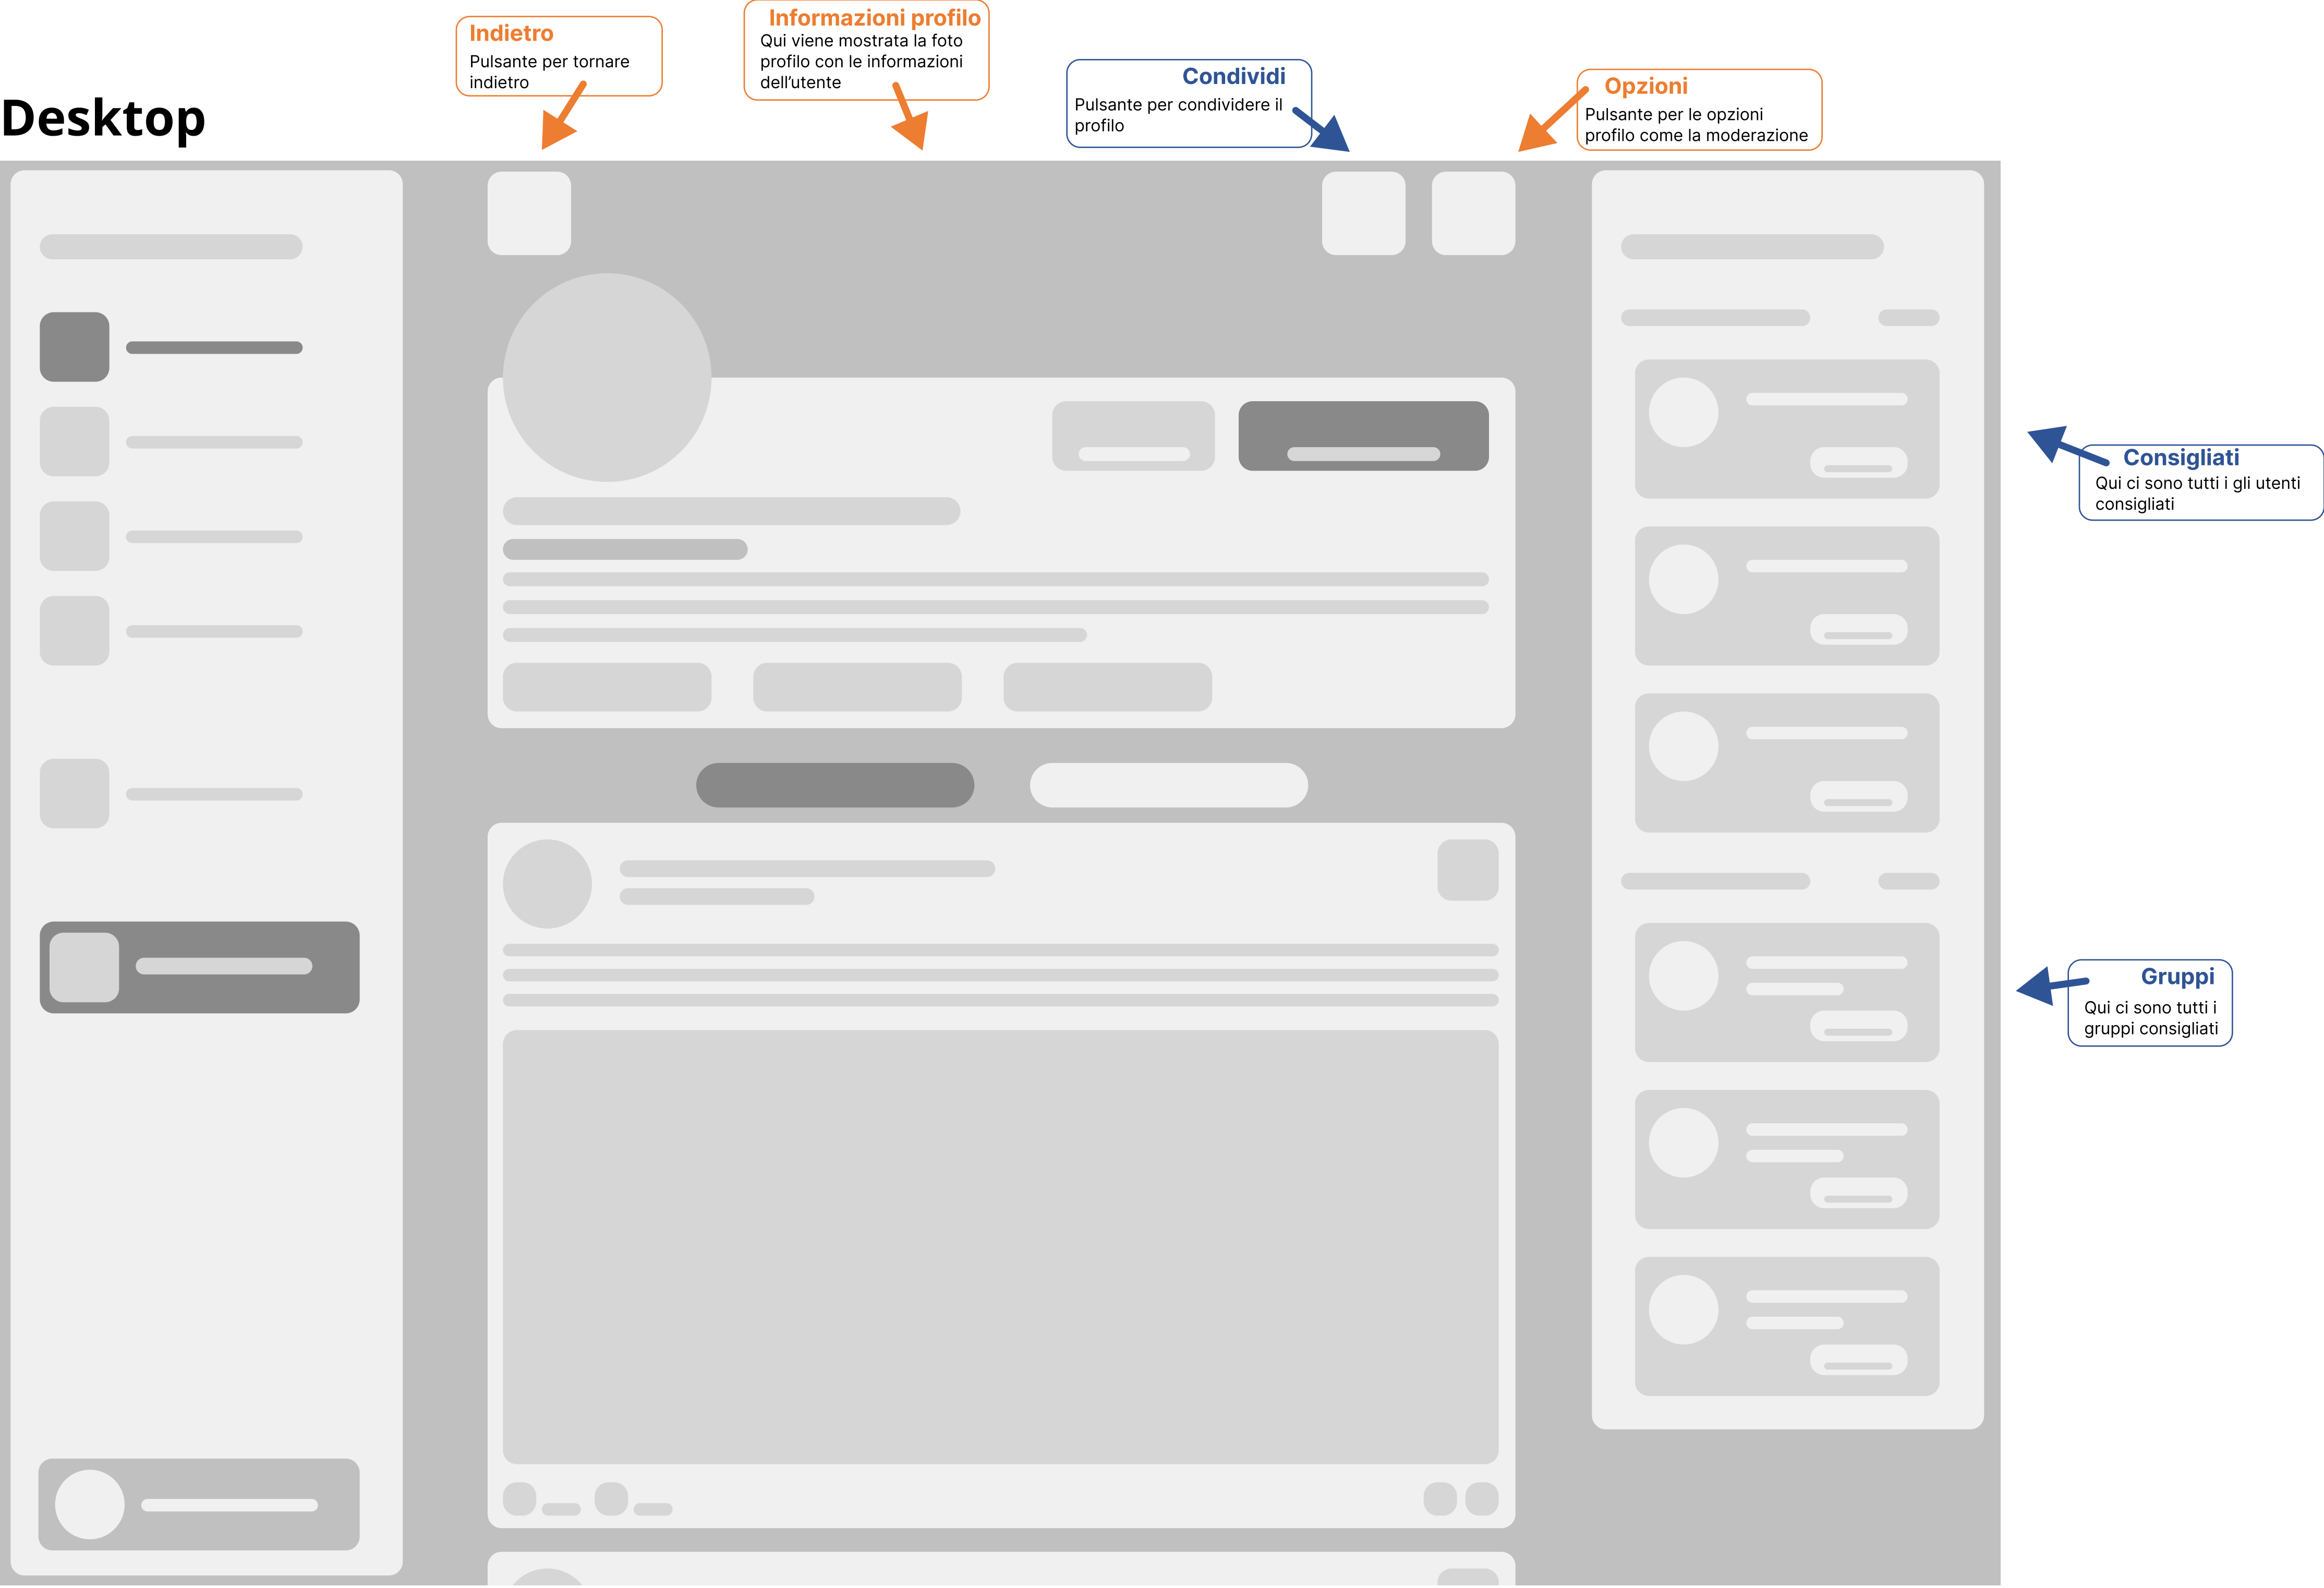 Indietro
Pulsante per tornare
indietro
Informazioni profilo
Qui viene mostrata la foto
profilo con le informazioni
dell'utente
Condividi
Pulsante per condividere il
profilo
Opzioni
Pulsante per le opzioni
profilo come la moderazione
Desktop
Consigliati
Qui ci sono tutti i gli utenti
consigliati
Gruppi
Qui ci sono tutti i
gruppi consigliati